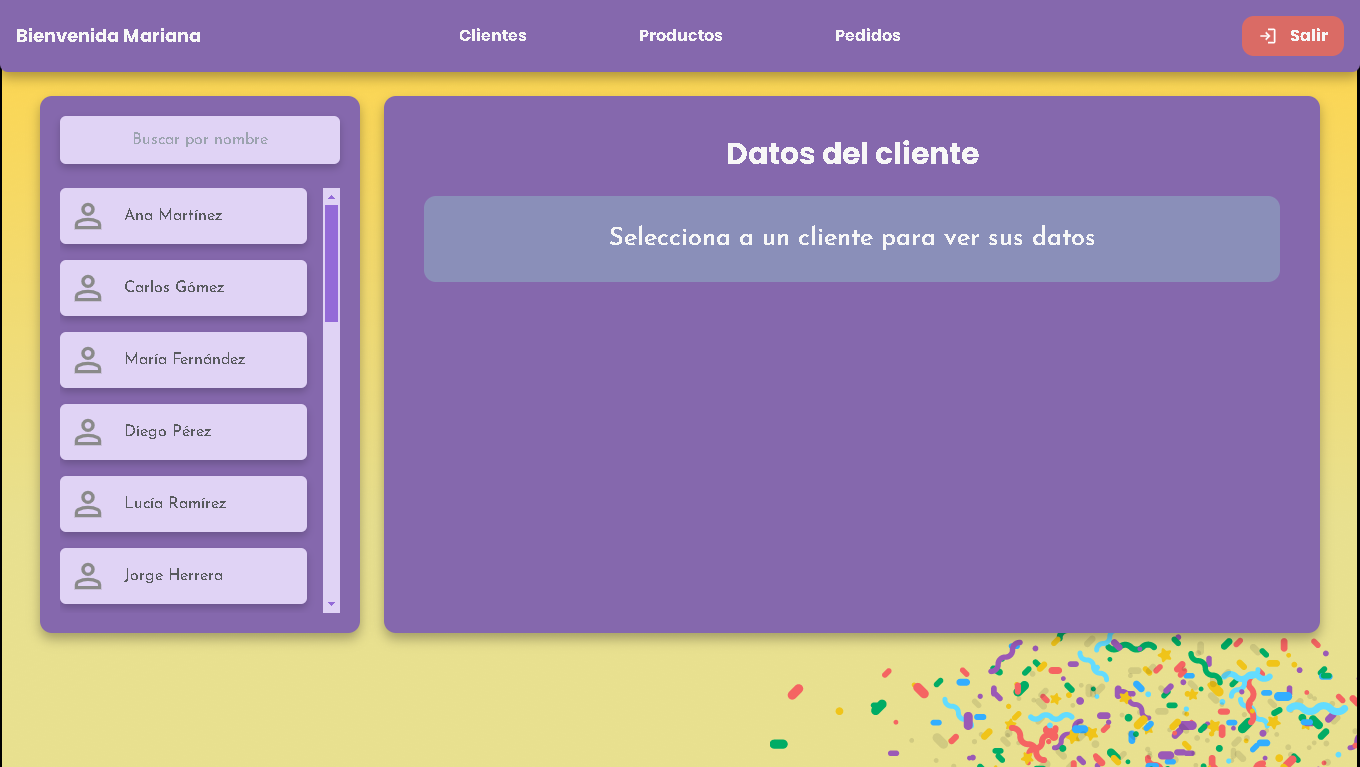 Bienvenida Mariana
Clientes
Productos
Pedidos
Salir
Buscar por nombre
Ana Martínez
Carlos Gómez
María Fernández
Diego Pérez
Lucía Ramírez
Jorge Herrera
Datos del cliente
Selecciona a un cliente para ver sus datos